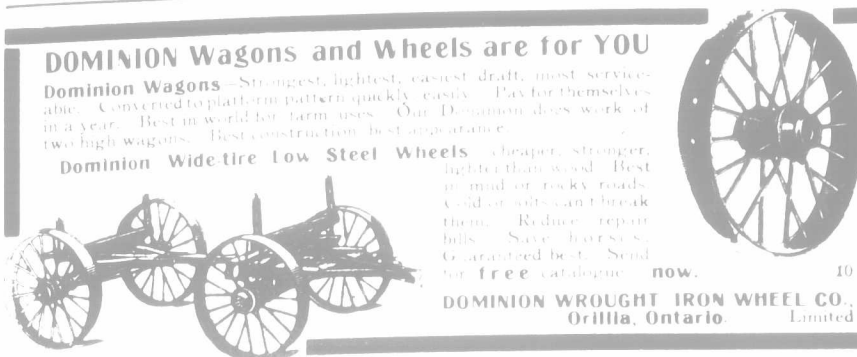 DOMINION Wagons and Wheels are for YOU
Dominion Wagons—Strongest, lightest, easiest draft, most service-
able. Converted to platform pattern quickly easily. Pay for themselves
in a year. Best in world for farm uses. Our Dominion does work of
two high wagons. Best construction best appearance.
Dominion Wide-tire Low Steel Wheels cheaper, stronger,
lighter than wood. Best
in mud or rocky roads.
Cold or jolts can't break
them. Reduce repair
bills. Save horses.
Guaranteed best. Send
for free catalogue now.
10
DOMINION WROUGHT IRON WHEEL CO.,
Orillia, Ontario. Limited